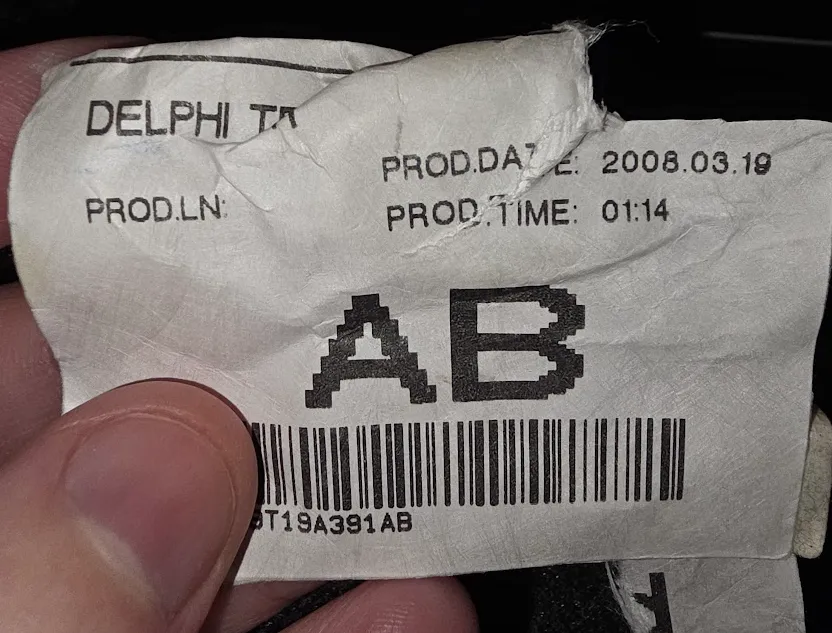 DELPHI
PROD.DATE: 2008.03.19
PROD.LN:
PROD.TIME: 01:14
AB
T19A391AB